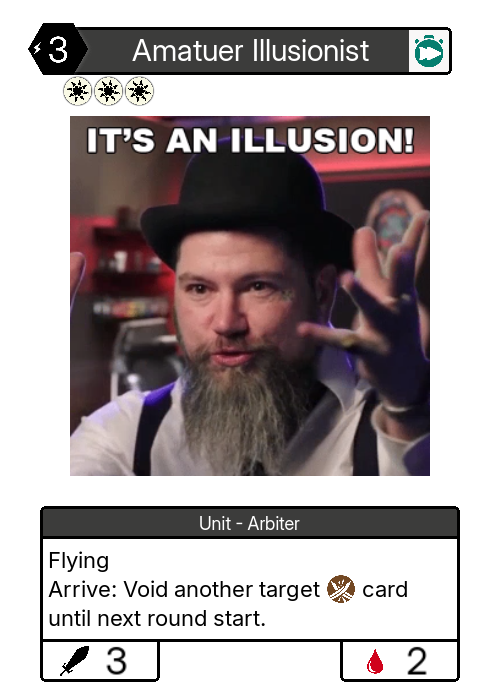 3
Amatuer Illusionist
IT'S AN ILLUSION!
Unit - Arbiter
Flying
Arrive: Void another target card
until next round start.
3
2